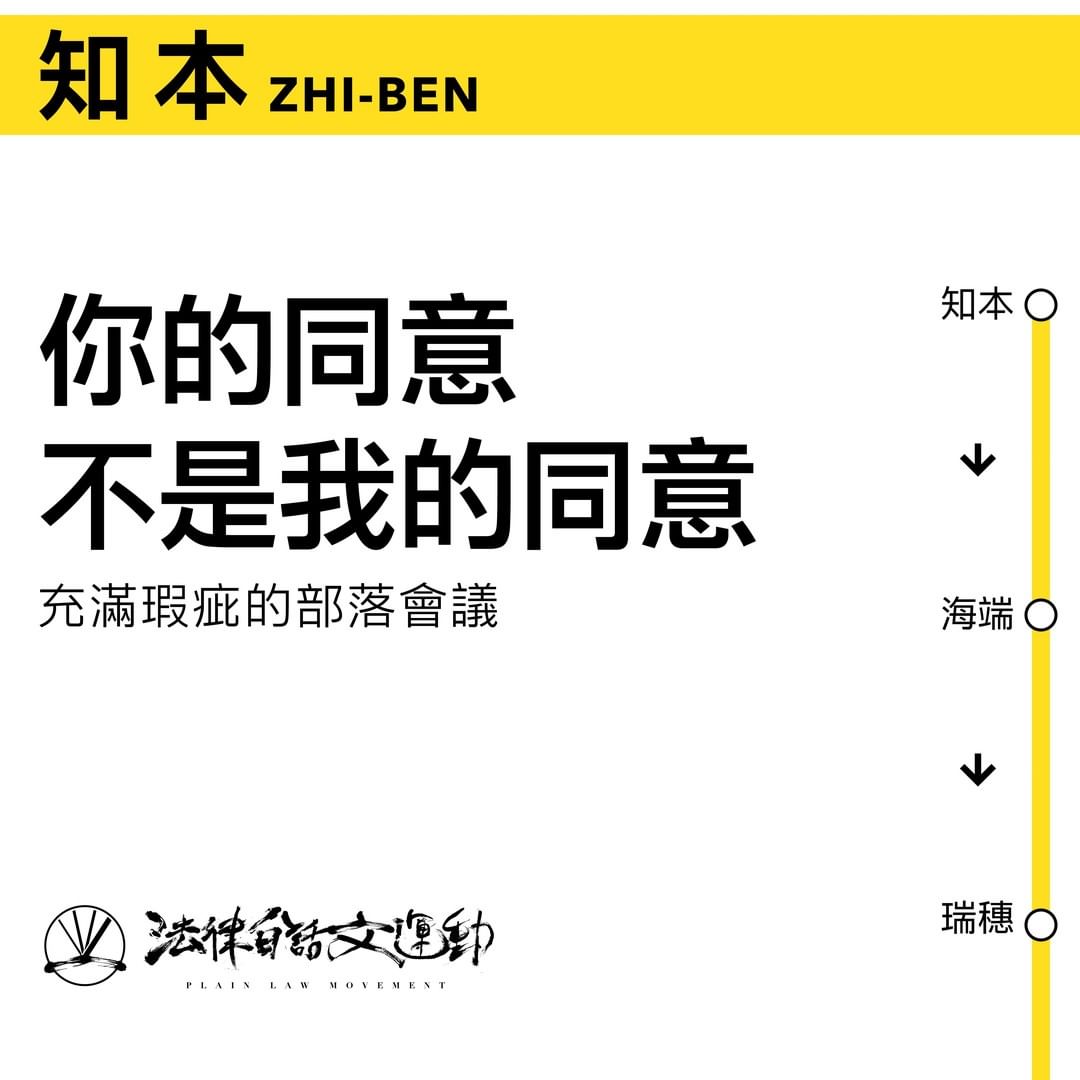 知本 ZHI-BEN
你的同意
不是我的同意
充滿瑕疵的部落會議
知本
海端
瑞穗
法律白話文運動
PLAIN LAW MOVEMENT